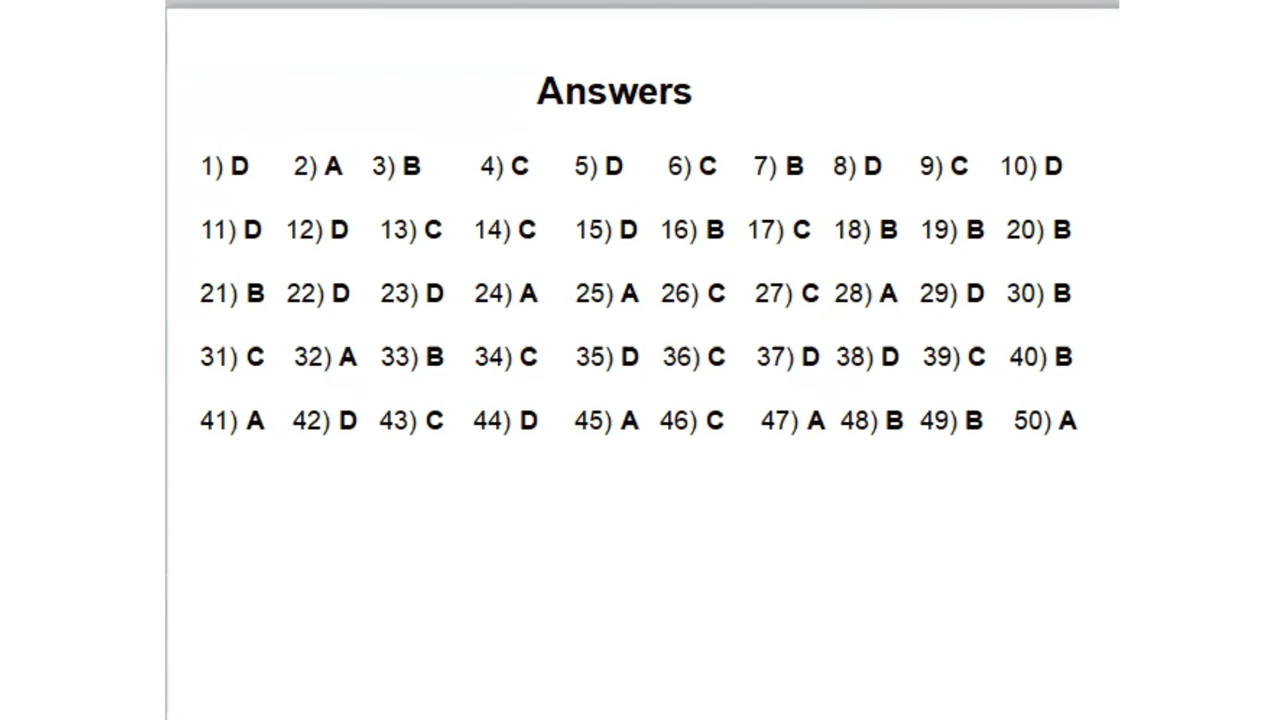 Answers
1) D 2) A 3) B 4) C 5) D 6) C 7) B 8) D 9) C 10) D
11) D 12) D 13) C 14) C 15) D 16) B 17) C 18) B 19) B 20) B
21) B 22) D 23) D 24) A 25) A 26) C 27) C 28) A 29) D 30) B
31) C 32) A 33) B 34) C 35) D 36) C 37) D 38) D 39) C 40) B
41) A 42) D 43) C 44) D 45) A 46) C 47) A 48) B 49) B 50) A